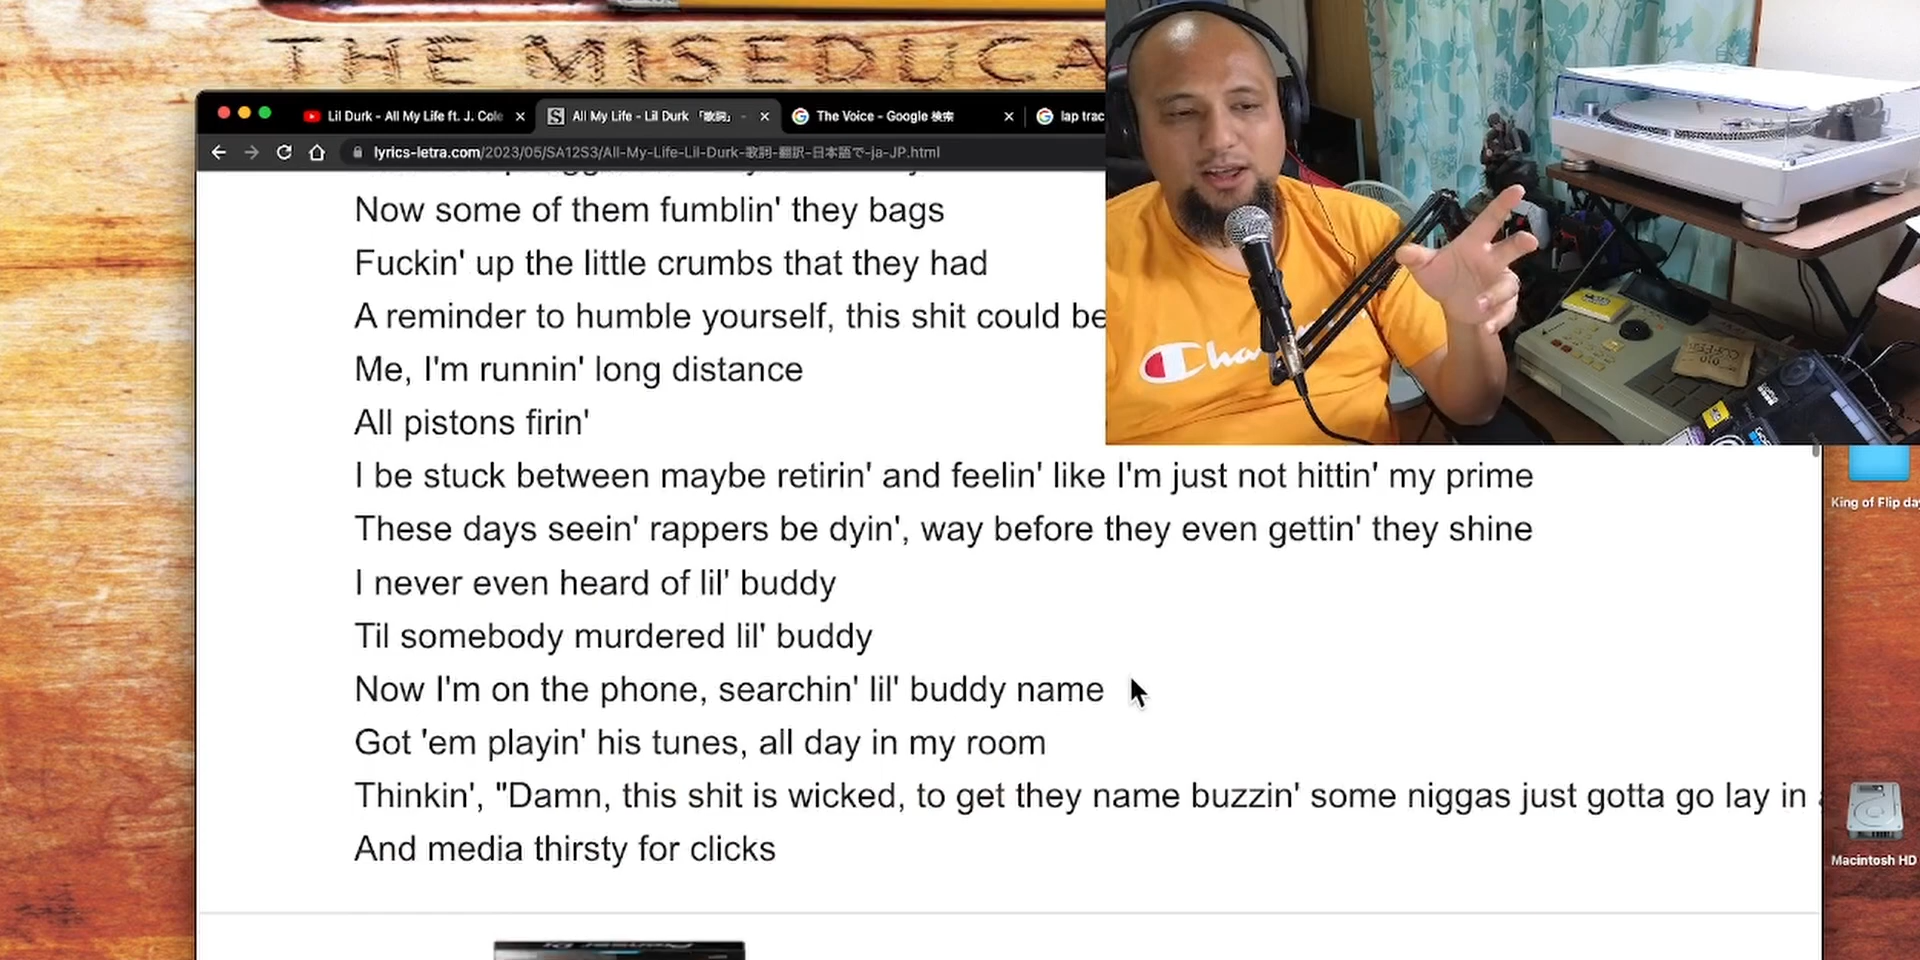 THE MISEDUCA
Lil Durk - All My Life ft. J. Cole
All My Life - Lil Durk 「歌詞」 -
The Voice - Google 検索
lap trac
lyrics-letra.com/2023/05/SA12S3/All-My-Life-Lil-Durk-歌詞-翻訳-日本語で-ja-JP.html
Now some of them fumblin' they bags
Fuckin' up the little crumbs that they had
A reminder to humble yourself, this shit could be
Me, I'm runnin' long distance
All pistons firin'
I be stuck between maybe retirin' and feelin' like I'm just not hittin' my prime
These days seein' rappers be dyin', way before they even gettin' they shine
I never even heard of lil' buddy
Til somebody murdered lil' buddy
Now I'm on the phone, searchin' lil' buddy name
Got 'em playin' his tunes, all day in my room
Thinkin', "Damn, this shit is wicked, to get they name buzzin' some niggas just gotta go lay in
And media thirsty for clicks
Cha
King of Flip day
Macintosh HD
Pioneer DJ